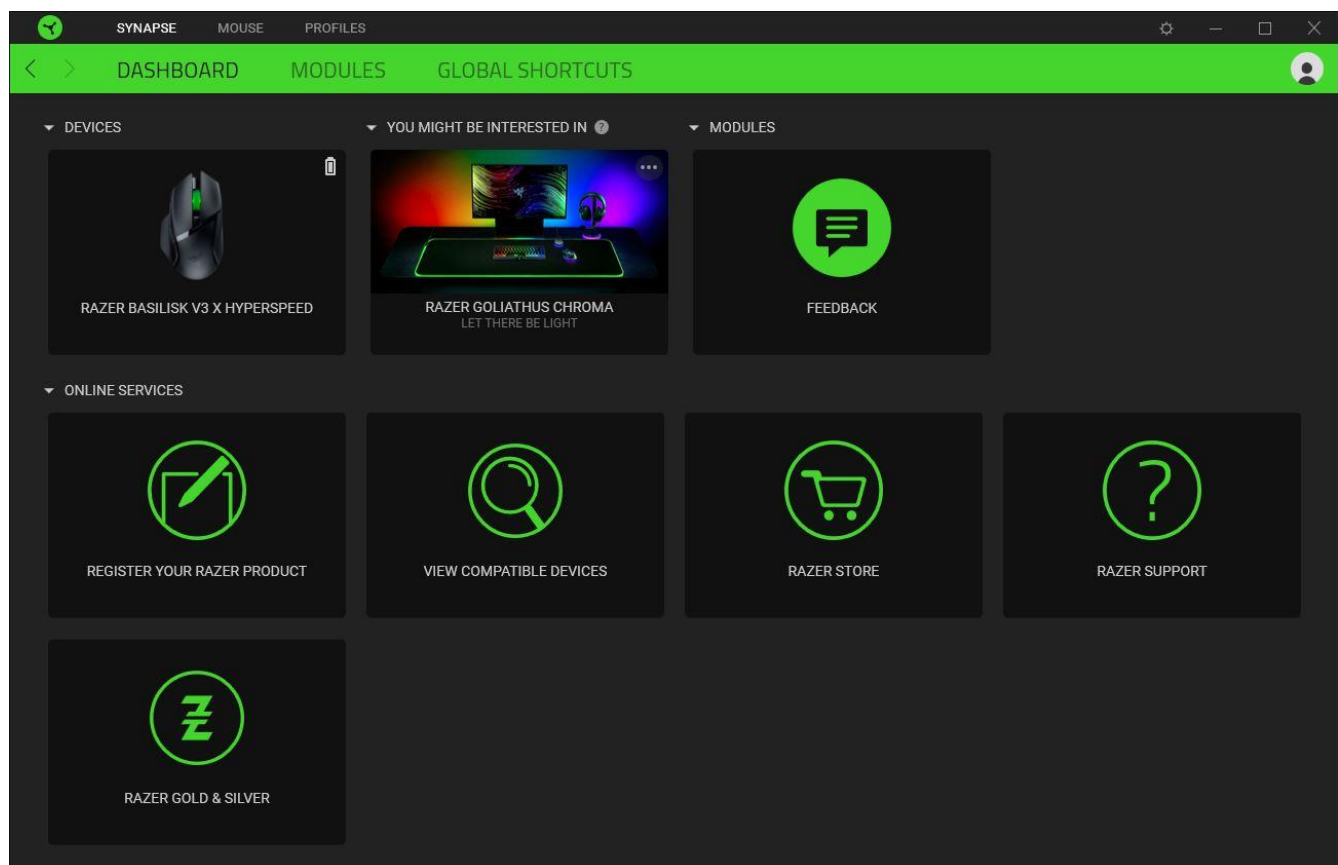 SYNAPSE MOUSE PROFILES
DASHBOARD MODULES GLOBAL SHORTCUTS
DEVICES
YOU MIGHT BE INTERESTED IN ?
MODULES
RAZER BASILISK V3 X HYPERSPEED
RAZER GOLIATHUS CHROMA
LET THERE BE LIGHT
FEEDBACK
ONLINE SERVICES
REGISTER YOUR RAZER PRODUCT
VIEW COMPATIBLE DEVICES
RAZER STORE
RAZER SUPPORT
RAZER GOLD & SILVER